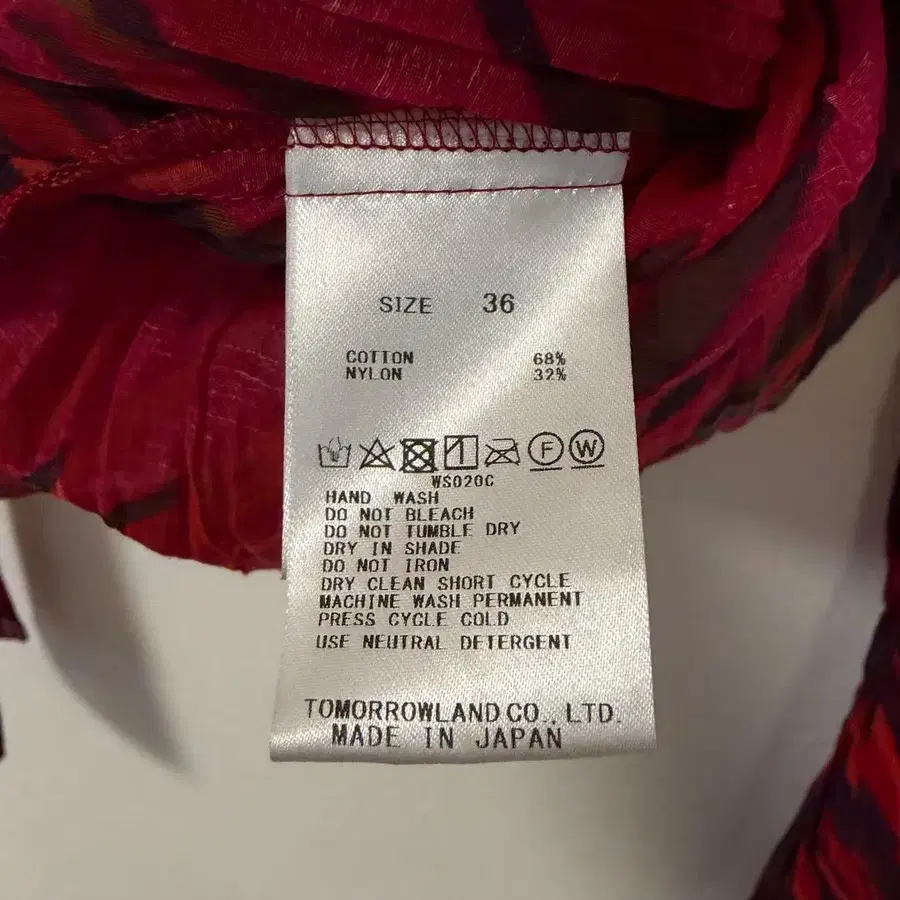 SIZE 36
COTTON 68%
NYLON 32%
F W
WS020C
HAND WASH
DO NOT BLEACH
DO NOT TUMBLE DRY
DRY IN SHADE
DO NOT IRON
DRY CLEAN SHORT CYCLE
MACHINE WASH PERMANENT
PRESS CYCLE COLD
USE NEUTRAL DETERGENT
TOMORROWLAND CO., LTD.
MADE IN JAPAN